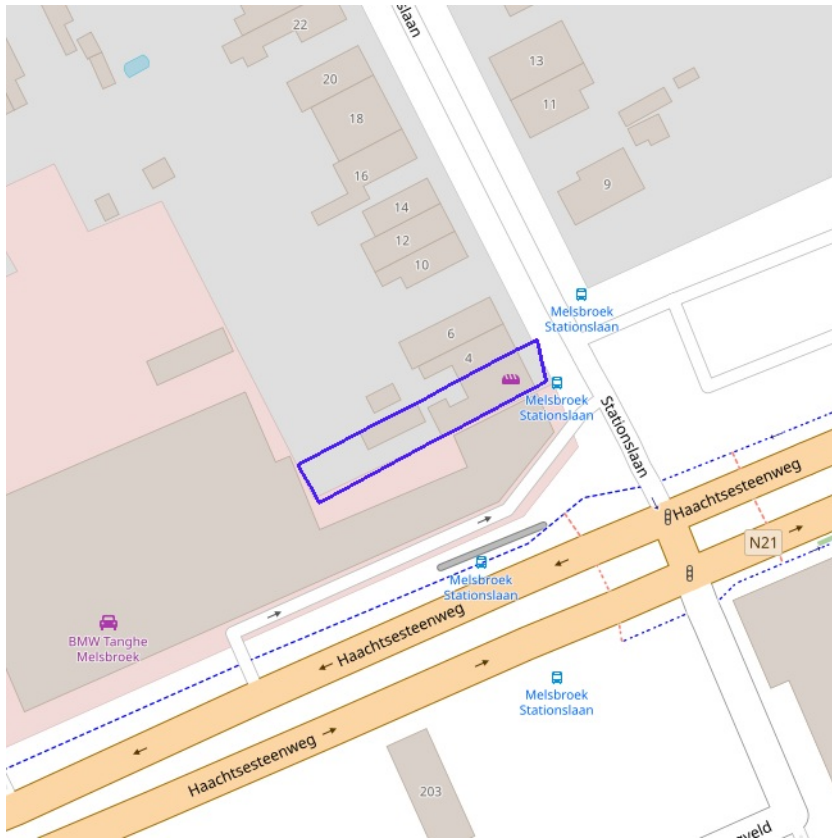 slaan
22
20
18
16
14
12
10
6
4
13
11
9
Melsbroek
Stationslaan
Melsbroek
Stationslaan
Stationslaan
Haachtsesteenweg
N21
Melsbroek
Stationslaan
Haachtsesteenweg
BMW Tanghe
Melsbroek
Melsbroek
Stationslaan
Haachtsesteenweg
203
gveld